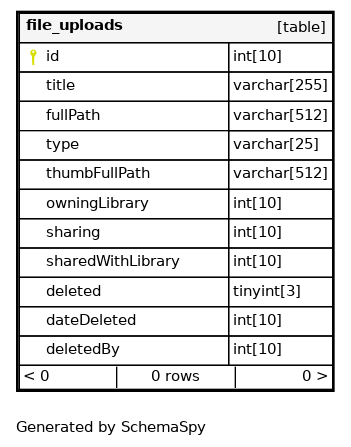 file_uploads [table]
id int[10]
title varchar[255]
fullPath varchar[512]
type varchar[25]
thumbFullPath varchar[512]
owningLibrary int[10]
sharing int[10]
sharedWithLibrary int[10]
deleted tinyint[3]
dateDeleted int[10]
deletedBy int[10]
< 0 0 rows 0 >
Generated by SchemaSpy